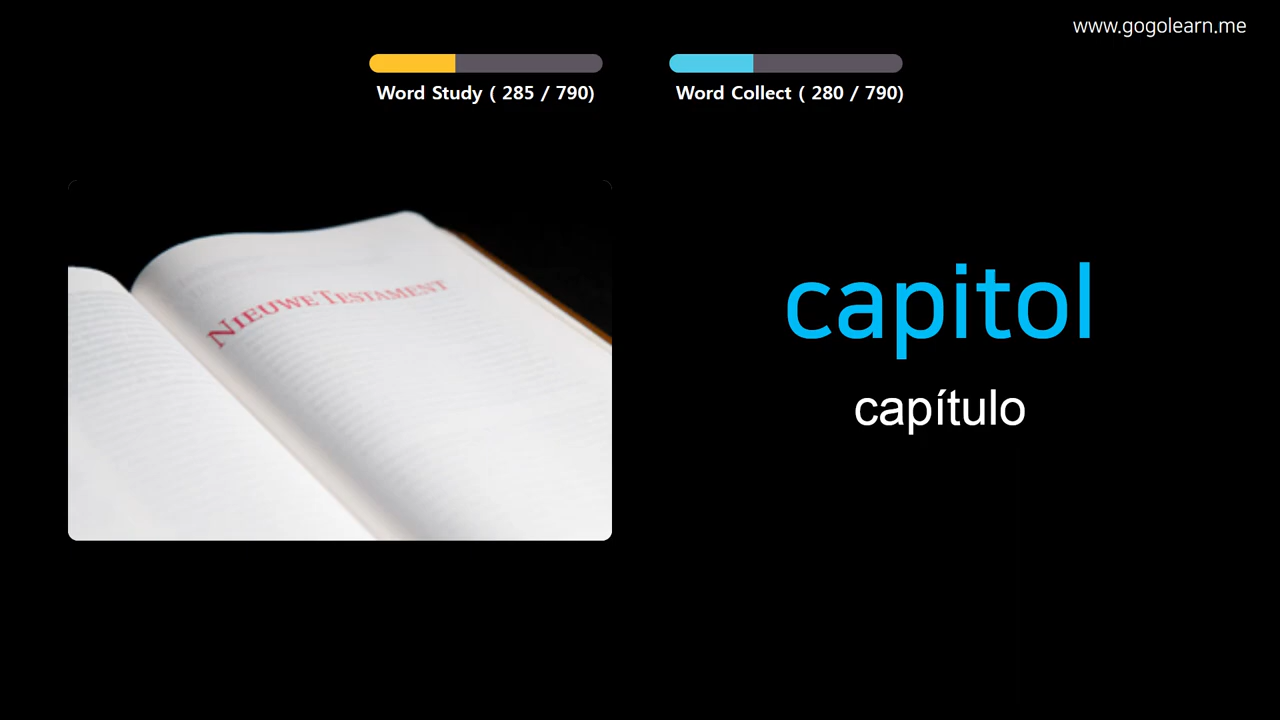 www.gogolearn.me
Word Study ( 285 / 790)
Word Collect ( 280 / 790)
NIEUWE TESTAMENT
capitol
capítulo